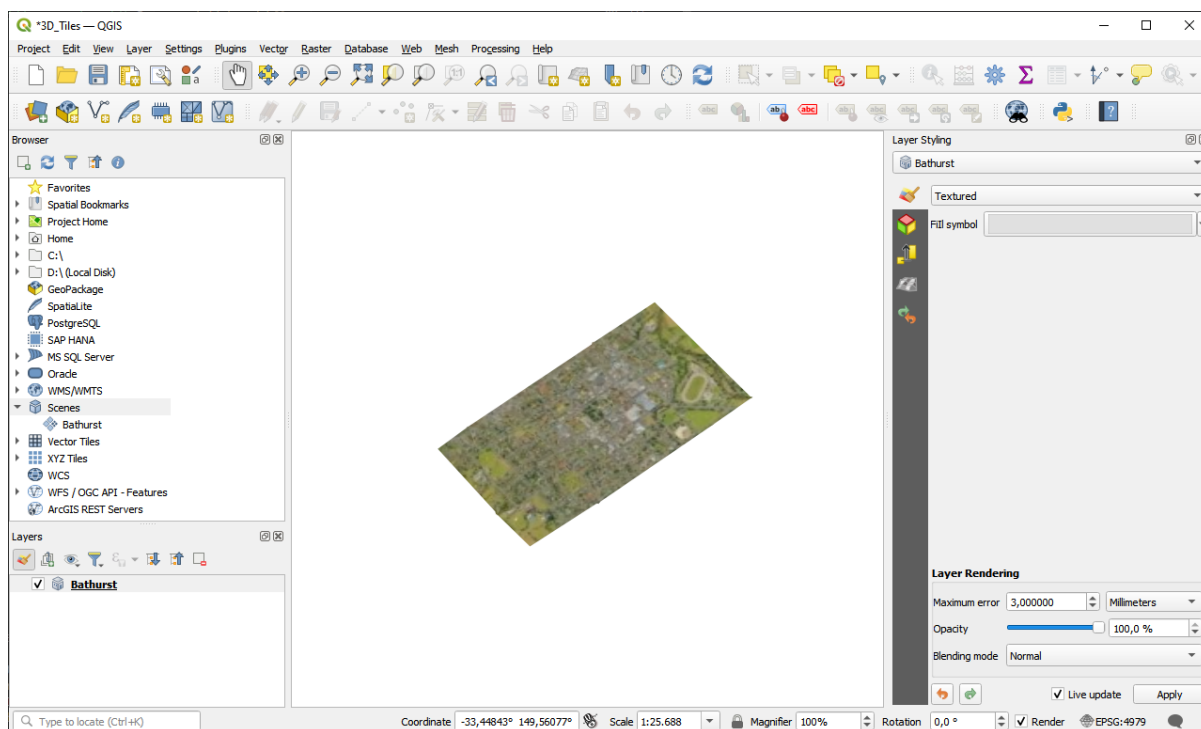 *3D_Tiles — QGIS
Project Edit View Layer Settings Plugins Vector Raster Database Web Mesh Processing Help
Browser
Favorites
Spatial Bookmarks
Project Home
Home
C:\
D:\ (Local Disk)
GeoPackage
SpatiaLite
PostgreSQL
SAP HANA
MS SQL Server
Oracle
WMS/WMTS
Scenes
Bathurst
Vector Tiles
XYZ Tiles
WCS
WFS / OGC API - Features
ArcGIS REST Servers
Layers
Bathurst
Layer Styling
Bathurst
Textured
Fill symbol
Layer Rendering
Maximum error 3,000000 Millimeters
Opacity 100,0 %
Blending mode Normal
Live update Apply
Type to locate (Ctrl+K) Coordinate -33,44843° 149,56077° Scale 1:25.688 Magnifier 100% Rotation 0,0 ° Render EPSG:4979